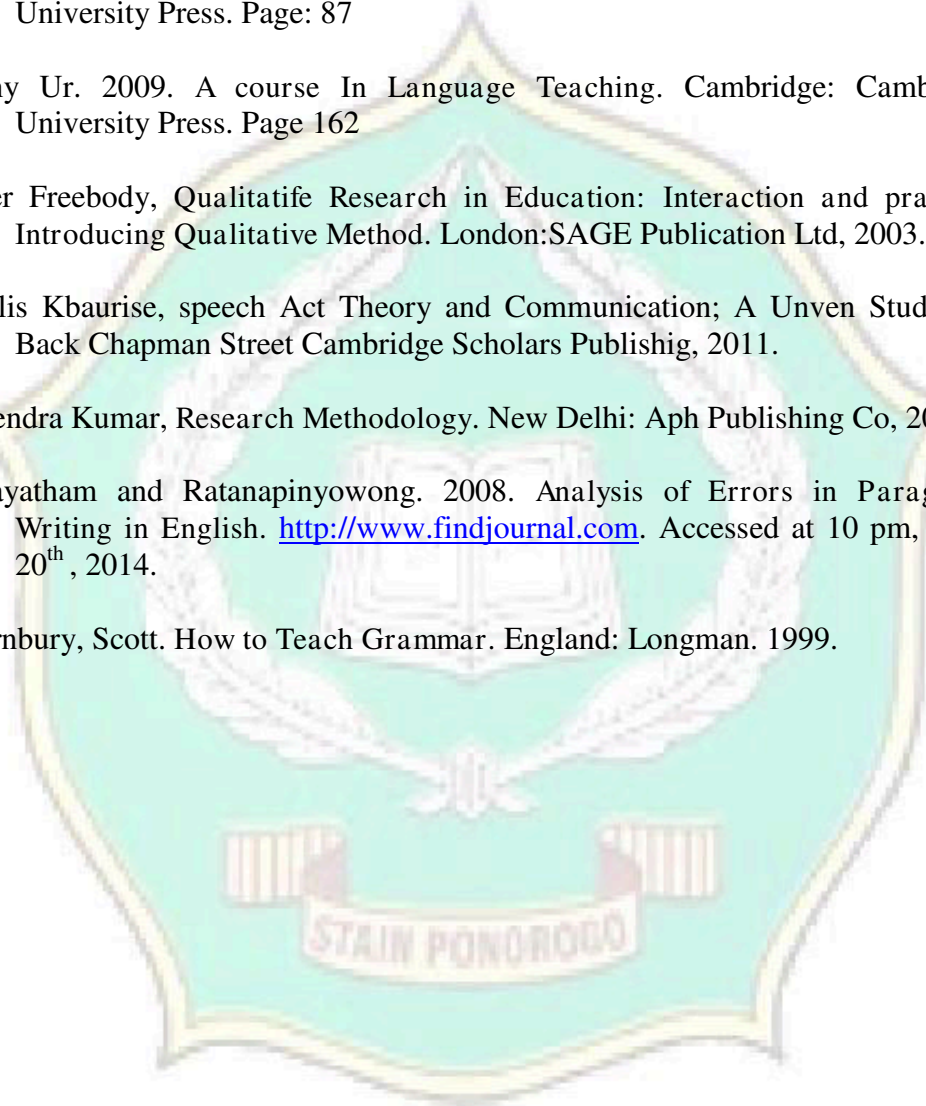 University Press. Page: 87
ny Ur. 2009. A course In Language Teaching. Cambridge: Camb
University Press. Page 162
er Freebody, Qualitatife Research in Education: Interaction and pra
Introducing Qualitative Method. London:SAGE Publication Ltd, 2003.
lis Kbaurise, speech Act Theory and Communication; A Unven Stud
Back Chapman Street Cambridge Scholars Publishig, 2011.
endra Kumar, Research Methodology. New Delhi: Aph Publishing Co, 20
ayatham and Ratanapinyowong. 2008. Analysis of Errors in Parag
Writing in English. http://www.findjournal.com. Accessed at 10 pm,
20th , 2014.
rnbury, Scott. How to Teach Grammar. England: Longman. 1999.
STAIN PONOROGO